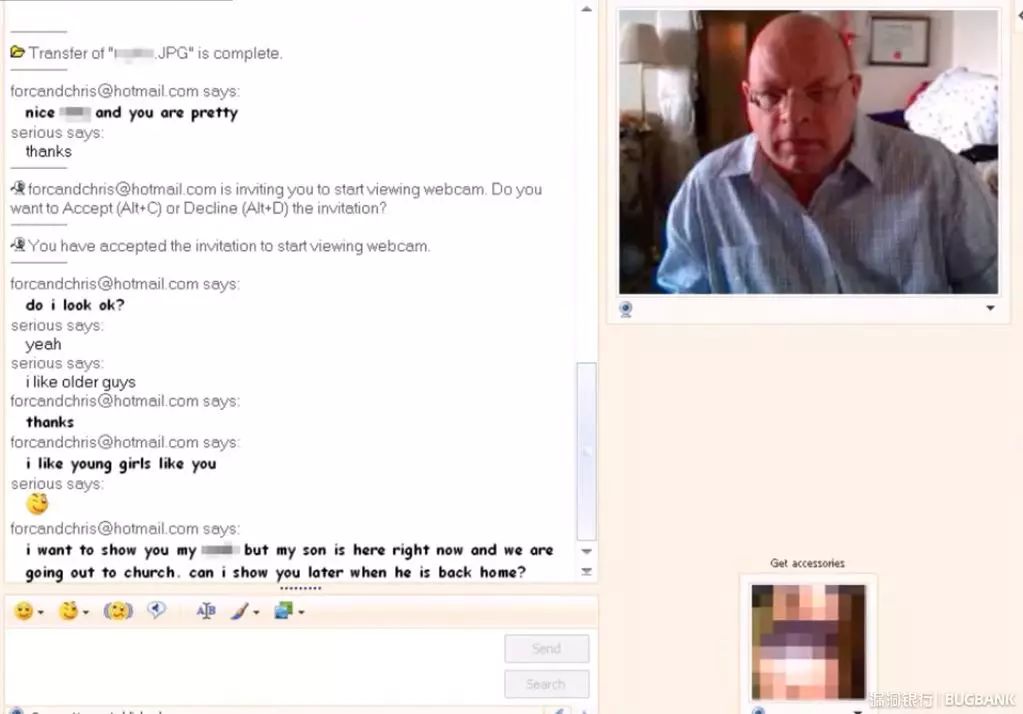 Transfer of " .JPG" is complete.
forcandchris@hotmail.com says:
nice and you are pretty
serious says:
thanks
forcandchris@hotmail.com is inviting you to start viewing webcam. Do you
want to Accept (Alt+C) or Decline (Alt+D) the invitation?
You have accepted the invitation to start viewing webcam.
forcandchris@hotmail.com says:
do i look ok?
serious says:
yeah
serious says:
i like older guys
forcandchris@hotmail.com says:
thanks
forcandchris@hotmail.com says:
i like young girls like you
serious says:
forcandchris@hotmail.com says:
i want to show you my but my son is here right now and we are
going out to church. can i show you later when he is back home?
Send
Search
Get accessories
漏洞银行 | BUGBANK